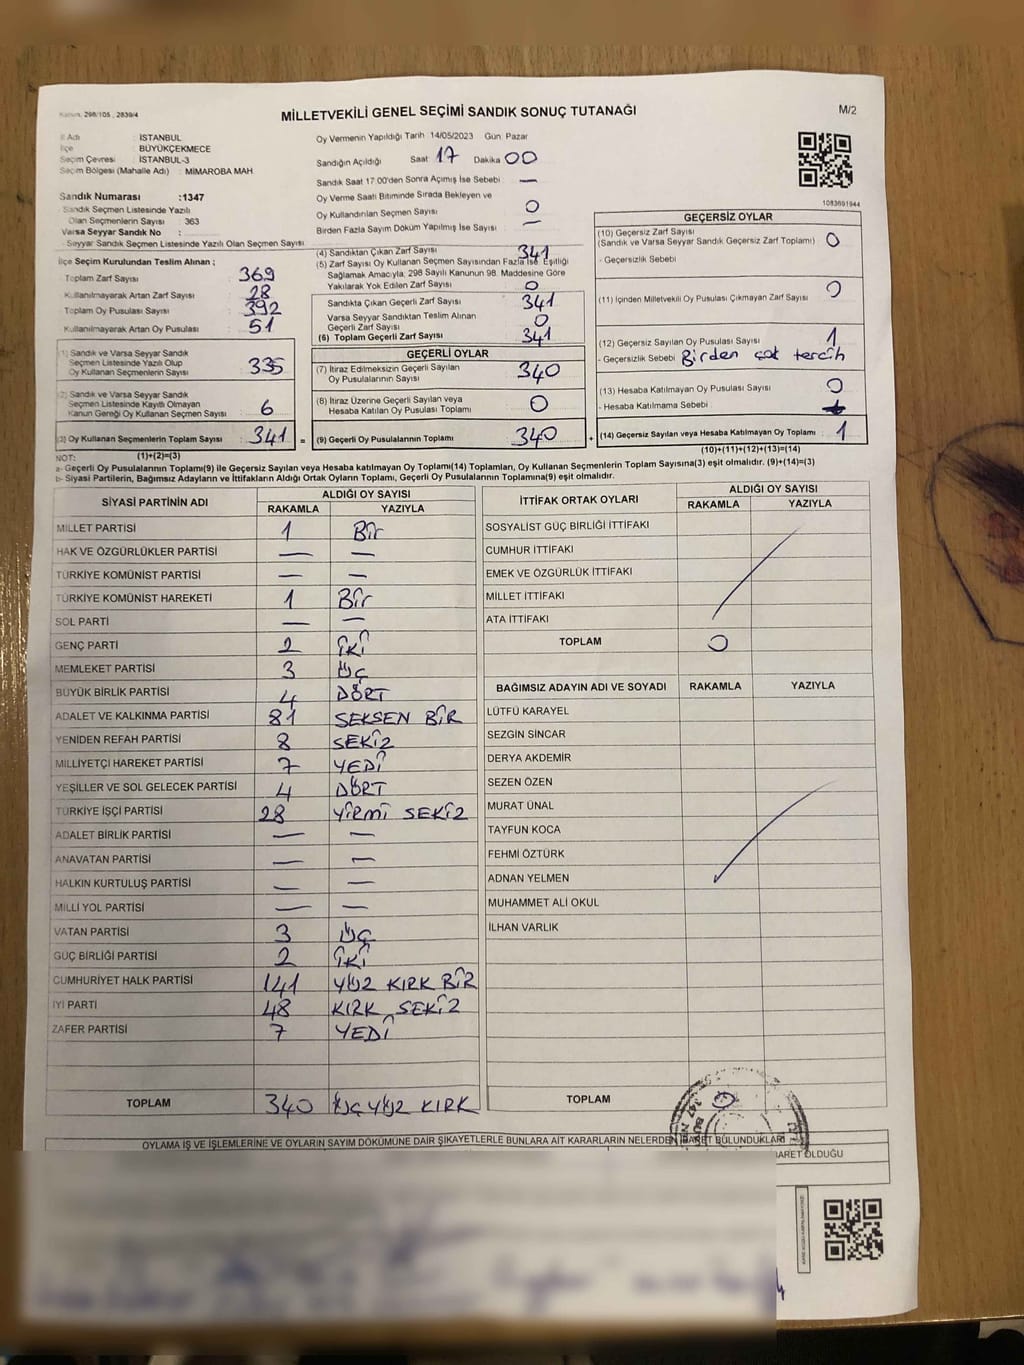 298/105 , 2839/4
MİLLETVEKİLİ GENEL SEÇİMİ SANDIK SONUÇ TUTANAĞI
M/2
İl Adı : İSTANBUL
İlçe : BÜYÜKÇEKMECE
Seçim Çevresi : İSTANBUL-3
Seçim Bölgesi (Mahalle Adı) : MİMAROBA MAH
Sandık Numarası :1347
Sandık Seçmen Listesinde Yazılı
Olan Seçmenlerin Sayısı : 363
Varsa Seyyar Sandık No :
Seyyar Sandık Seçmen Listesinde Yazılı Olan Seçmen Sayısı
Oy Vermenin Yapıldığı Tarih 14/05/2023 Gün Pazar
Sandığın Açıldığı Saat 17 Dakika 00
Sandık Saat 17:00'den Sonra Açımış İse Sebebi —
Oy Verme Saati Bitiminde Sırada Bekleyen ve
Oy Kullandırılan Seçmen Sayısı 0
Birden Fazla Sayım Döküm Yapılmış İse Sayısı —
1083691944
İlçe Seçim Kurulundan Teslim Alınan ;
Toplam Zarf Sayısı : 369
Kullanılmayarak Artan Zarf Sayısı : 28
Toplam Oy Pusulası Sayısı : 392
Kullanılmayarak Artan Oy Pusulası : 51
(1) Sandık ve Varsa Seyyar Sandık
Seçmen Listesinde Yazılı Olup
Oy Kullanan Seçmenlerin Sayısı : 335
(2) Sandık ve Varsa Seyyar Sandık
Seçmen Listesinde Kayıtlı Olmayan
Kanun Gereği Oy Kullanan Seçmen Sayısı : 6
(3) Oy Kullanan Seçmenlerin Toplam Sayısı : 341 =
(1)+(2)=(3)
(4) Sandıktan Çıkan Zarf Sayısı 341
(5) Zarf Sayısı Oy Kullanan Seçmen Sayısından Fazla İse, Eşitliği
Sağlamak Amacıyla, 298 Sayılı Kanunun 98. Maddesine Göre
Yakılarak Yok Edilen Zarf Sayısı 0
Sandıkta Çıkan Geçerli Zarf Sayısı 341
Varsa Seyyar Sandıktan Teslim Alınan
Geçerli Zarf Sayısı 0
(6) Toplam Geçerli Zarf Sayısı 341
GEÇERLİ OYLAR
(7) İtiraz Edilmeksizin Geçerli Sayılan
Oy Pusulalarının Sayısı 340
(8) İtiraz Üzerine Geçerli Sayılan veya
Hesaba Katılan Oy Pusulası Toplamı 0
(9) Geçerli Oy Pusulalarının Toplamı 340 +
GEÇERSİZ OYLAR
(10) Geçersiz Zarf Sayısı
(Sandık ve Varsa Seyyar Sandık Geçersiz Zarf Toplamı) 0
- Geçersizlik Sebebi
(11) İçinden Milletvekili Oy Pusulası Çıkmayan Zarf Sayısı 0
(12) Geçersiz Sayılan Oy Pusulası Sayısı 1
- Geçersizlik Sebebi Birden çok tercih
(13) Hesaba Katılmayan Oy Pusulası Sayısı 0
- Hesaba Katılmama Sebebi
(14) Geçersiz Sayılan veya Hesaba Katılmayan Oy Toplamı 1
(10)+(11)+(12)+(13)=(14)
NOT:
a- Geçerli Oy Pusulalarının Toplamı(9) ile Geçersiz Sayılan veya Hesaba katılmayan Oy Toplamı(14) Toplamları, Oy Kullanan Seçmenlerin Toplam Sayısına(3) eşit olmalıdır. (9)+(14)=(3)
b- Siyasi Partilerin, Bağımsız Adayların ve İttifakların Aldığı Ortak Oyların Toplamı, Geçerli Oy Pusulalarının Toplamına(9) eşit olmalıdır.
SİYASİ PARTİNİN ADI ALDIĞI OY SAYISI
RAKAMLA YAZIYLA
MİLLET PARTİSİ 1 Bir
HAK VE ÖZGÜRLÜKLER PARTİSİ — —
TÜRKİYE KOMÜNİST PARTİSİ — —
TÜRKİYE KOMÜNİST HAREKETİ 1 Bir
SOL PARTİ — —
GENÇ PARTİ 2 İKİ
MEMLEKET PARTİSİ 3 ÜÇ
BÜYÜK BİRLİK PARTİSİ 4 DÖRT
ADALET VE KALKINMA PARTİSİ 81 SEKSEN BİR
YENİDEN REFAH PARTİSİ 8 SEKİZ
MİLLİYETÇİ HAREKET PARTİSİ 7 YEDİ
YEŞİLLER VE SOL GELECEK PARTİSİ 4 DÖRT
TÜRKİYE İŞÇİ PARTİSİ 28 YİRMİ SEKİZ
ADALET BİRLİK PARTİSİ — —
ANAVATAN PARTİSİ — —
HALKIN KURTULUŞ PARTİSİ — —
MİLLİ YOL PARTİSİ — —
VATAN PARTİSİ 3 ÜÇ
GÜÇ BİRLİĞİ PARTİSİ 2 İKİ
CUMHURİYET HALK PARTİSİ 141 YÜZ KIRK BİR
İYİ PARTİ 48 KIRK SEKİZ
ZAFER PARTİSİ 7 YEDİ
TOPLAM 340 ÜÇ YÜZ KIRK
İTTİFAK ORTAK OYLARI ALDIĞI OY SAYISI
RAKAMLA YAZIYLA
SOSYALİST GÜÇ BİRLİĞİ İTTİFAKI
CUMHUR İTTİFAKI
EMEK VE ÖZGÜRLÜK İTTİFAKI
MİLLET İTTİFAKI
ATA İTTİFAKI
TOPLAM 0
BAĞIMSIZ ADAYIN ADI VE SOYADI RAKAMLA YAZIYLA
LÜTFÜ KARAYEL
SEZGİN SİNCAR
DERYA AKDEMİR
SEZEN ÖZEN
MURAT ÜNAL
TAYFUN KOCA
FEHMİ ÖZTÜRK
ADNAN YELMEN
MUHAMMET ALİ OKUL
İLHAN VARLIK
TOPLAM 0
OYLAMA İŞ VE İŞLEMLERİNE VE OYLARIN SAYIM DÖKÜMÜNE DAİR ŞİKAYETLERLE BUNLARA AİT KARARLARIN NELERDEN İBARET BULUNDUKLARI
BARET OLDUĞU